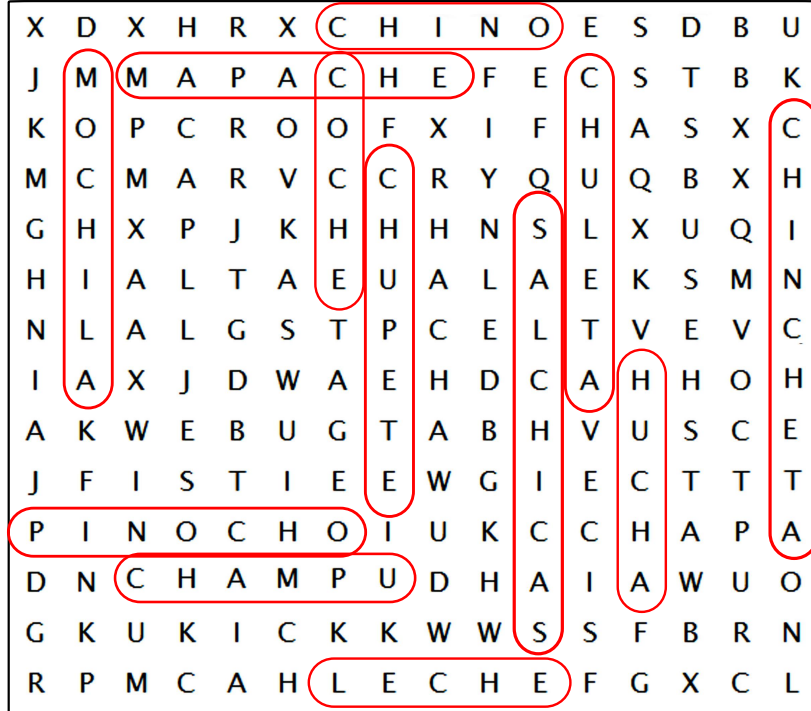 X D X H R X C H I N O E S D B U
J M M A P A C H E F E C S T B K
K O P C R O O F X I F H A S X C
M C M A R V C C R Y Q U Q B X H
G H X P J K H H H N S L X U Q I
H I A L T A E U A L A E K S M N
N L A L G S T P C E L T V E V C
I A X J D W A E H D C A H H O H
A K W E B U G T A B H V U S C E
J F I S T I E E W G I E C T T T
P I N O C H O I U K C C H A P A
D N C H A M P U D H A I A W U O
G K U K I C K K W W S S F B R N
R P M C A H L E C H E F G X C L